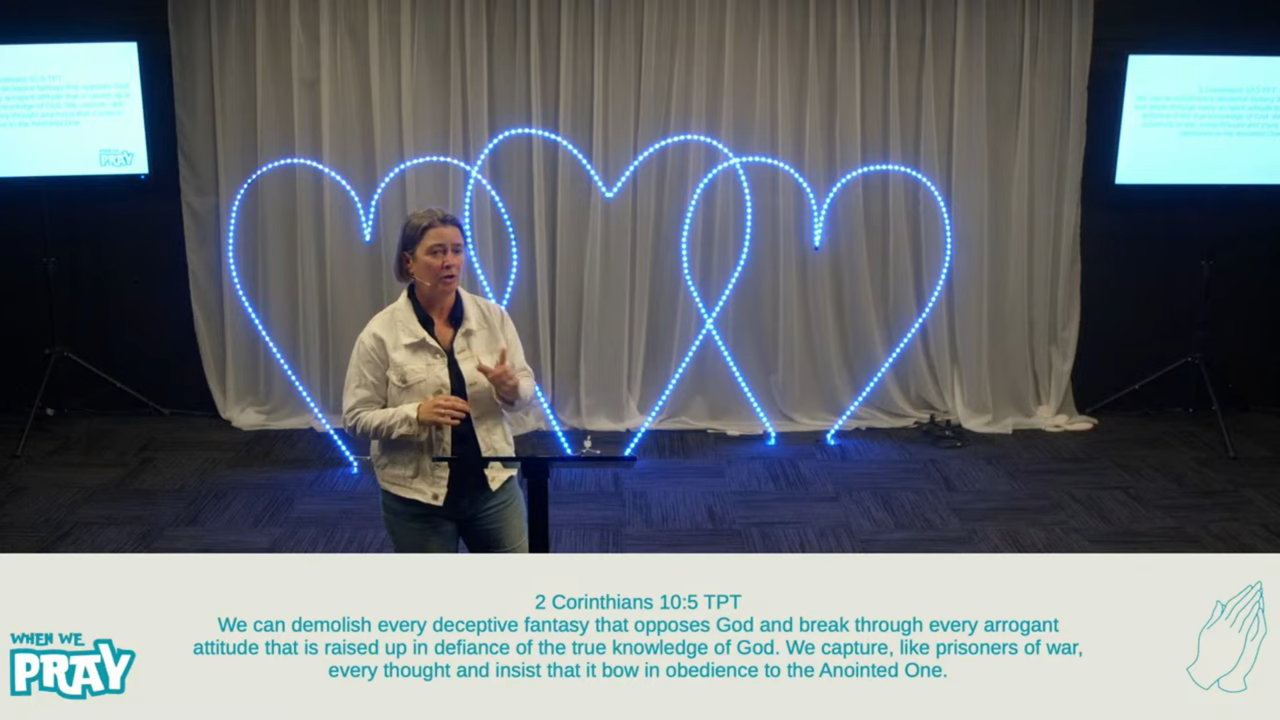 2 Corinthians 10:5 TPT
We can demolish every deceptive fantasy that opposes God and break through every arrogant
attitude that is raised up in defiance of the true knowledge of God. We capture, like prisoners of war,
every thought and insist that it bow in obedience to the Anointed One.
WHEN WE
PRAY